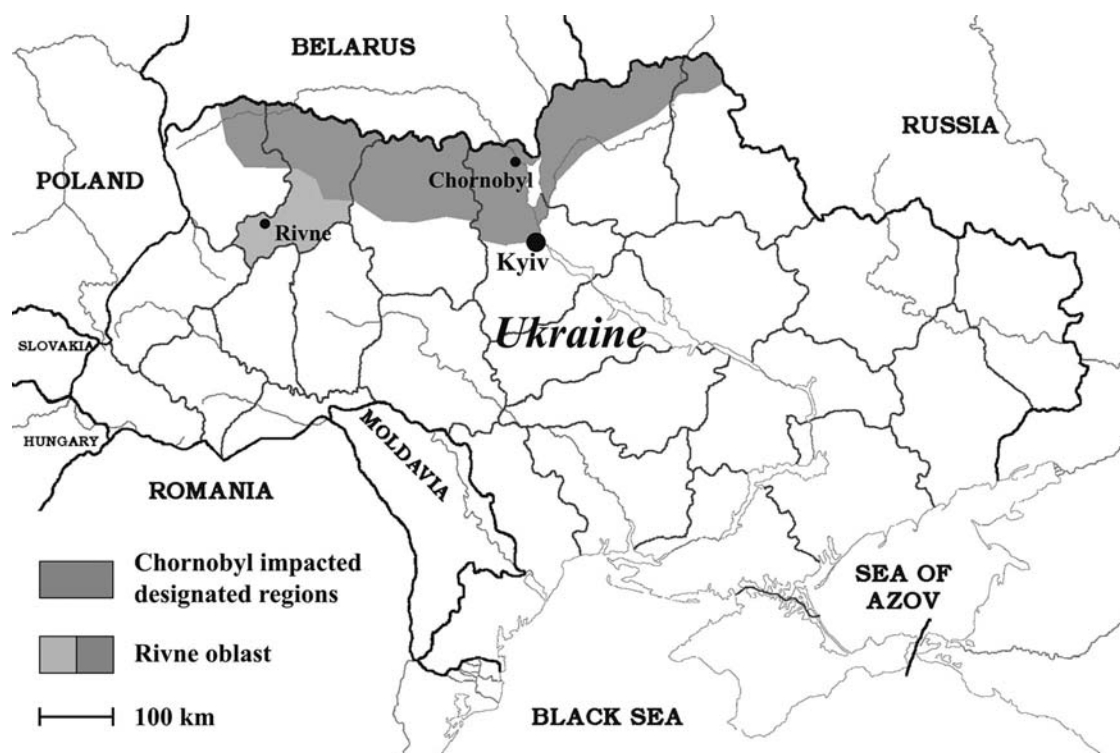 BELARUS
RUSSIA
POLAND
Chornobyl
Rivne
Kyiv
Ukraine
SLOVAKIA
HUNGARY
MOLDAVIA
ROMANIA
Chornobyl impacted
designated regions
SEA OF
AZOV
Rivne oblast
100 km
BLACK SEA